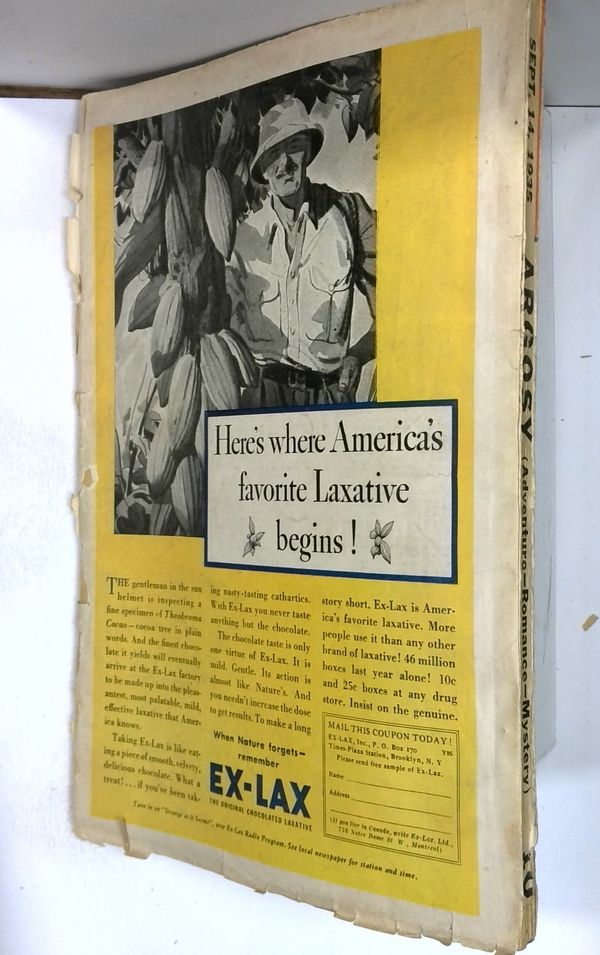 Here's where America's
favorite Laxative
begins!
THE gentleman in the sun
helmet is inspecting a
fine specimen of Theobroma
Cacao—cocoa tree in plain
words. And the finest choco-
late it yields will eventually
arrive at the Ex-Lax factory
to be made up into the pleas-
antest, most palatable, mild,
effective laxative that Amer-
ica knows.
Taking Ex-Lax is like eat-
ing a piece of smooth, velvety,
delicious chocolate. What a
treat! ... if you've been tak-
ing nasty-tasting cathartics.
With Ex-Lax you never taste
anything but the chocolate.
The chocolate taste is only
one virtue of Ex-Lax. It is
mild. Gentle. Its action is
almost like Nature's. And
you needn't increase the dose
to get results. To make a long
story short, Ex-Lax is Amer-
ica's favorite laxative. More
people use it than any other
brand of laxative! 46 million
boxes last year alone! 10c
and 25c boxes at any drug
store. Insist on the genuine.
When Nature forgets—
remember
EX-LAX
THE ORIGINAL CHOCOLATED LAXATIVE
MAIL THIS COUPON TODAY!
EX-LAX, Inc., P. O. Box 170
Times-Plaza Station, Brooklyn, N. Y.
Please send free sample of Ex-Lax.
Name
Address
(If you live in Canada, write Ex-Lax Ltd.,
736 Notre Dame St. W., Montreal)
Tune in on "Strange as it Seems", new Ex-Lax Radio Program. See local newspaper for station and time.
SEPT. 14, 1935 ARGOSY (Adventure—Romance—Mystery)